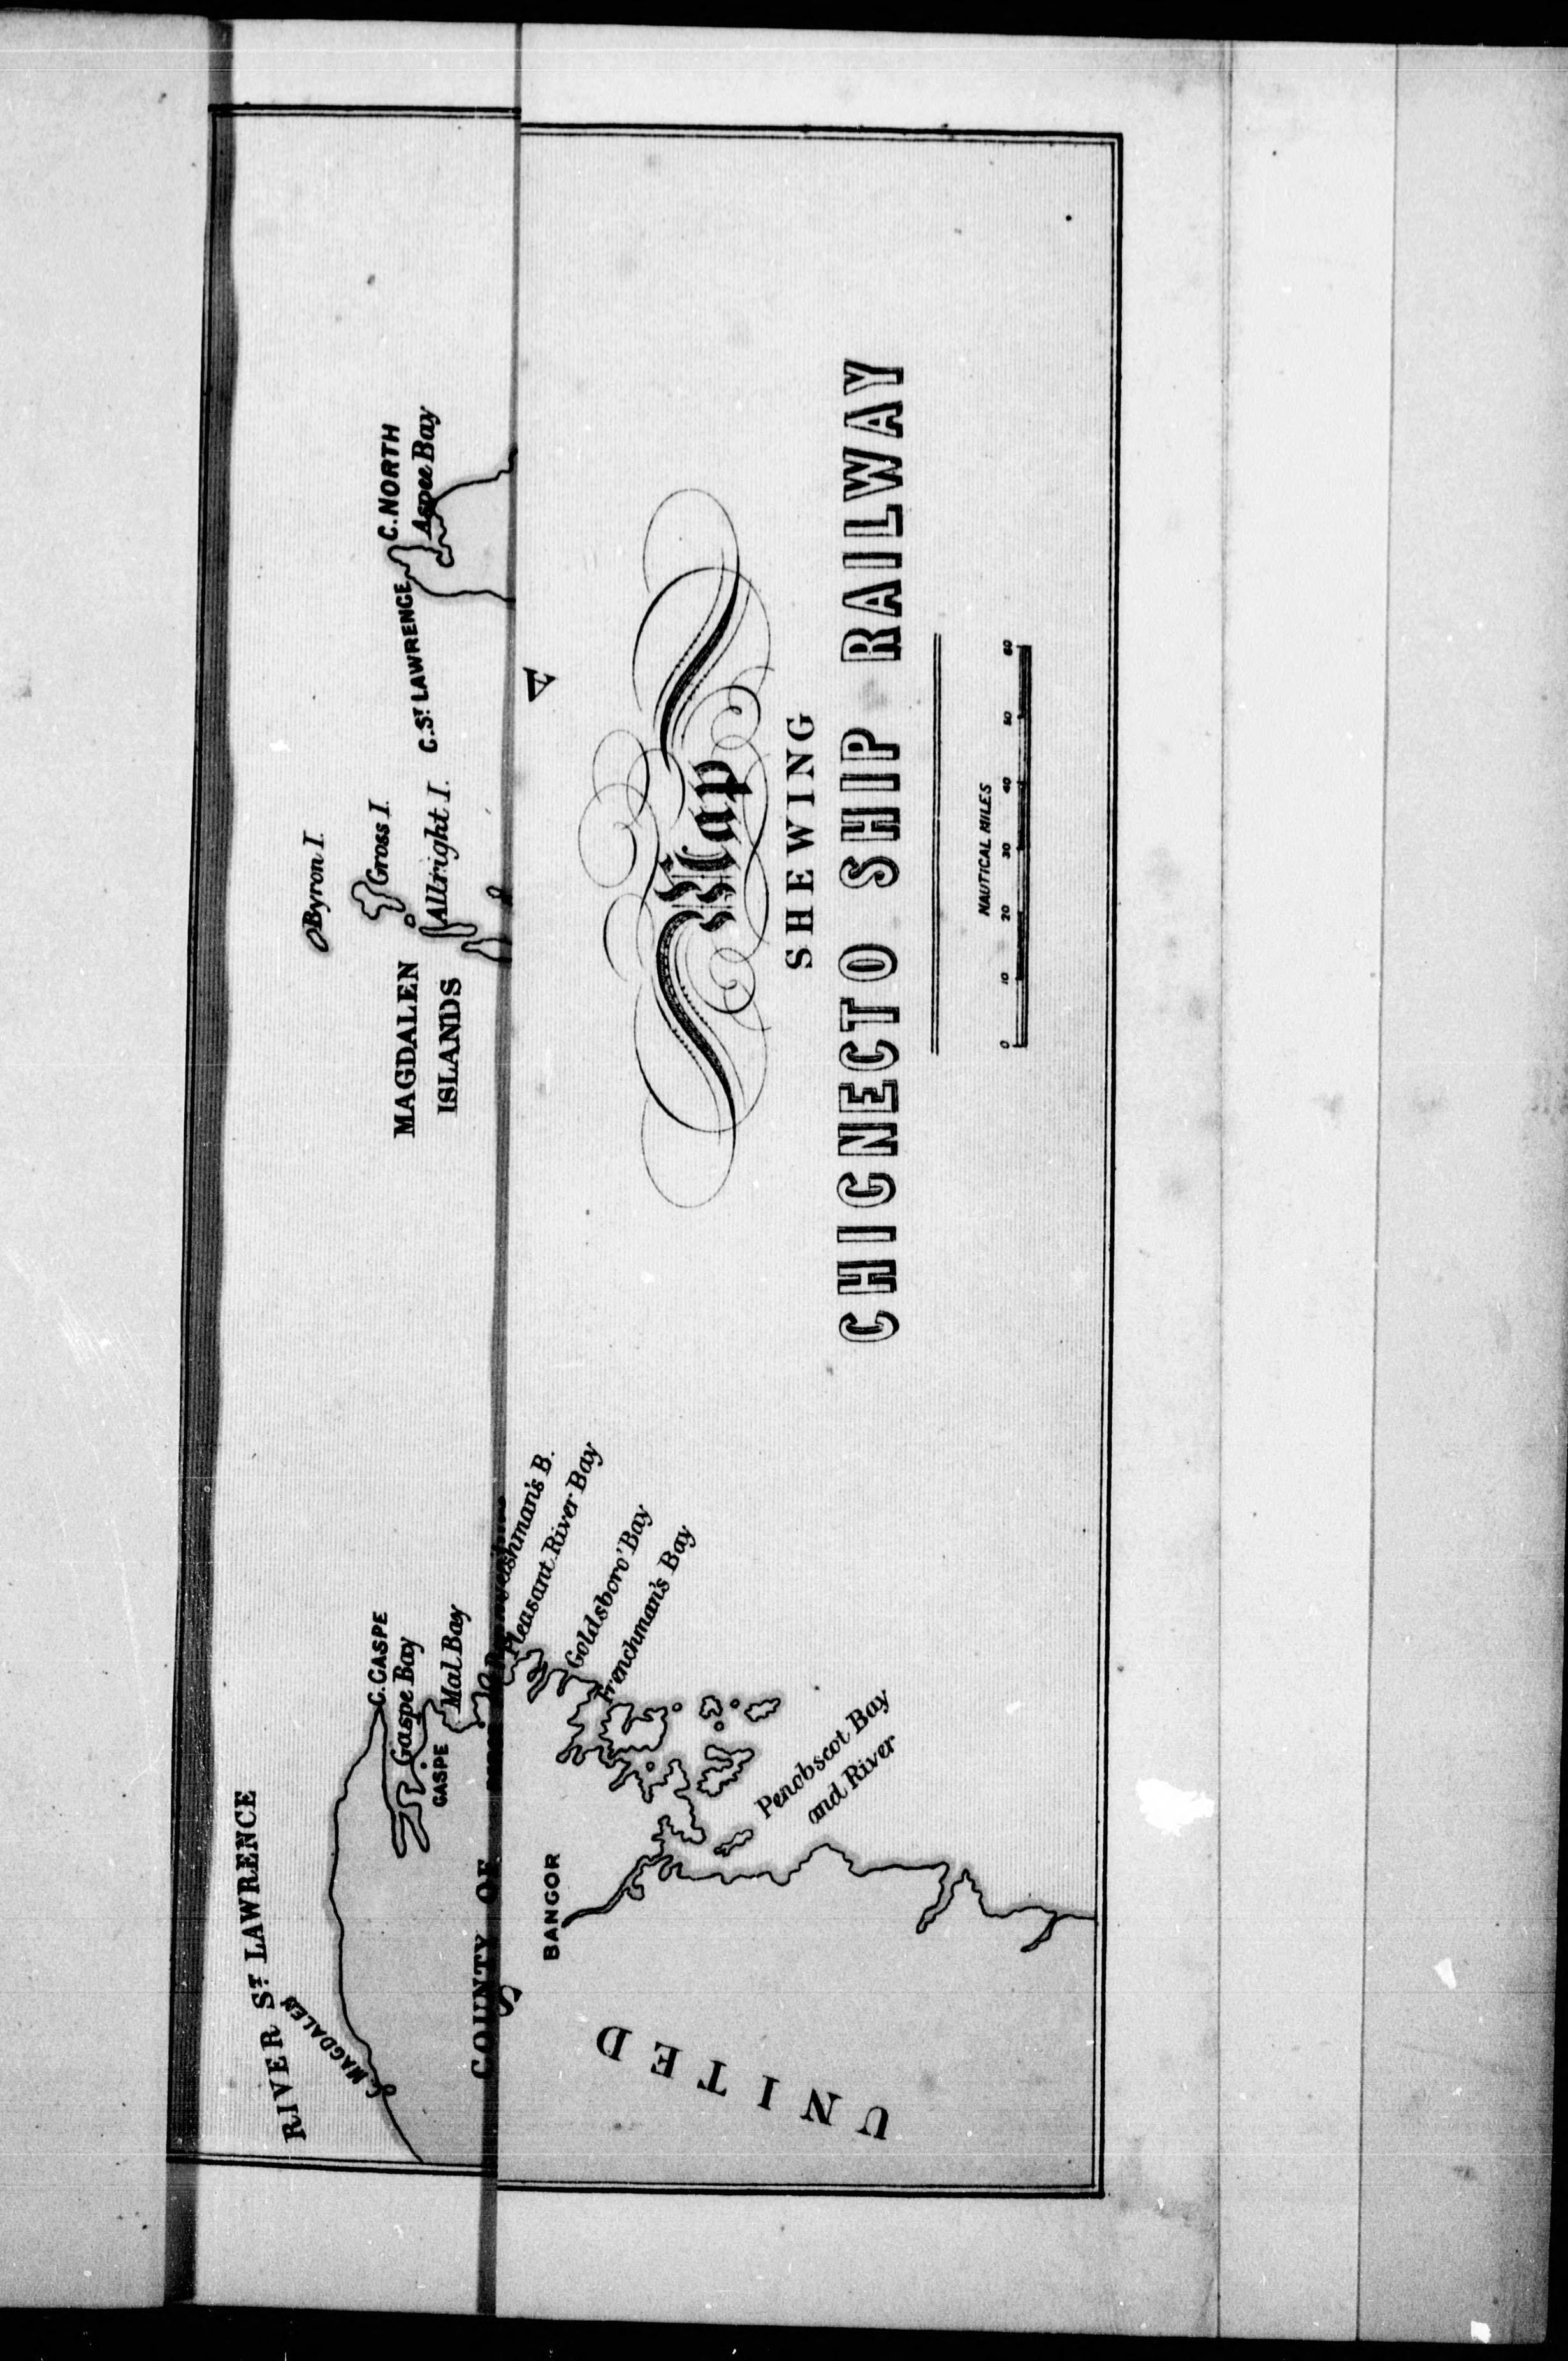 RIVER ST LAWRENCE
C. MAGDALEN
C. GASPE
Gaspe Bay
GASPE
Mal Bay
COUNTY OF
Byron I.
Gross I.
Allright I.
MAGDALEN
ISLANDS
C. ST LAWRENCE
C. NORTH
Aspee Bay
A
S
Pleasant River Bay
Goldsboro' Bay
Frenchman's Bay
BANGOR
Penobscot Bay
and River
UNITED
Map
SHEWING
CHIGNECTO SHIP RAILWAY
NAUTICAL MILES
0 10 20 30 40 50 60